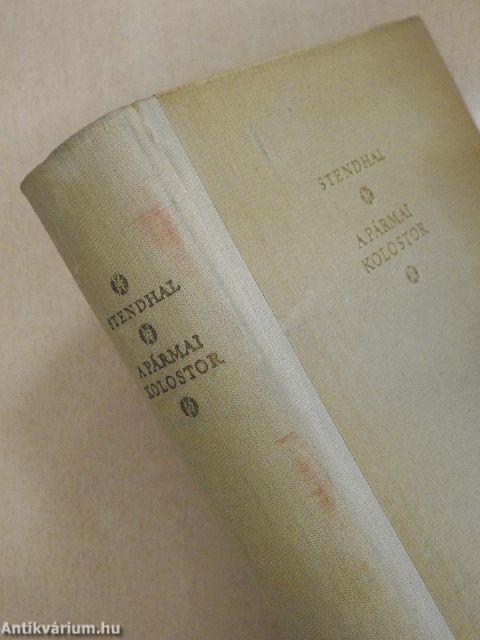 STENDHAL
A PÁRMAI
KOLOSTOR
STENDHAL
A PÁRMAI
KOLOSTOR
Antikvárium.hu